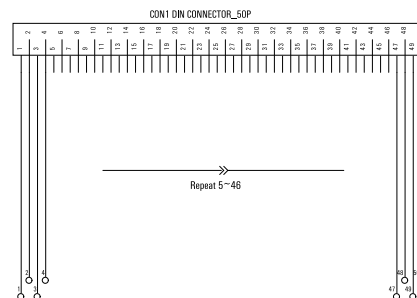 CON1 DIN CONNECTOR_50P
2 4 6 8 10 12 14 16 18 20 22 24 26 28 30 32 34 36 38 40 42 44 46 48
1 3 5 7 9 11 13 15 17 19 21 23 25 27 29 31 33 35 37 39 41 43 45 47 49
Repeat 5~46
2 4 48
1 3 47 49